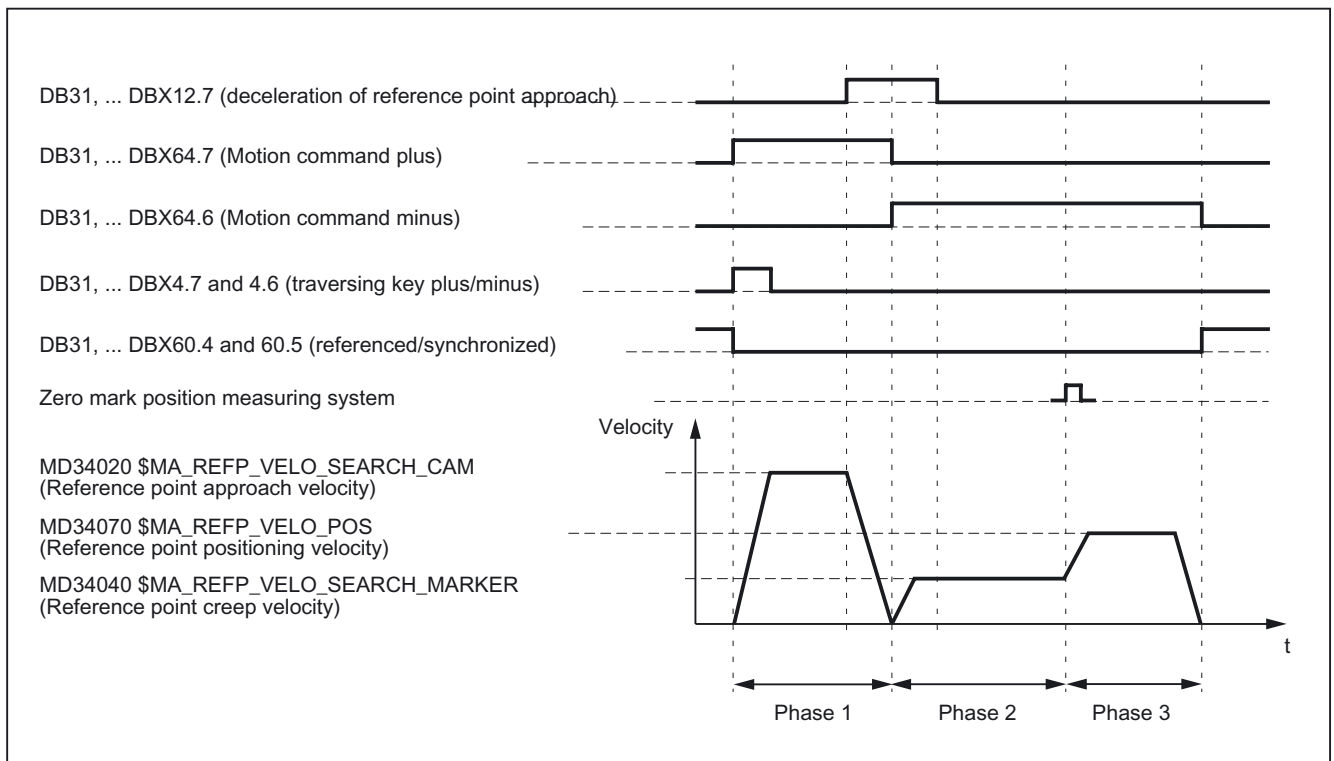 DB31, ... DBX12.7 (deceleration of reference point approach)
DB31, ... DBX64.7 (Motion command plus)
DB31, ... DBX64.6 (Motion command minus)
DB31, ... DBX4.7 and 4.6 (traversing key plus/minus)
DB31, ... DBX60.4 and 60.5 (referenced/synchronized)
Zero mark position measuring system
Velocity
MD34020 $MA_REFP_VELO_SEARCH_CAM
(Reference point approach velocity)
MD34070 $MA_REFP_VELO_POS
(Reference point positioning velocity)
MD34040 $MA_REFP_VELO_SEARCH_MARKER
(Reference point creep velocity)
t
Phase 1 Phase 2 Phase 3